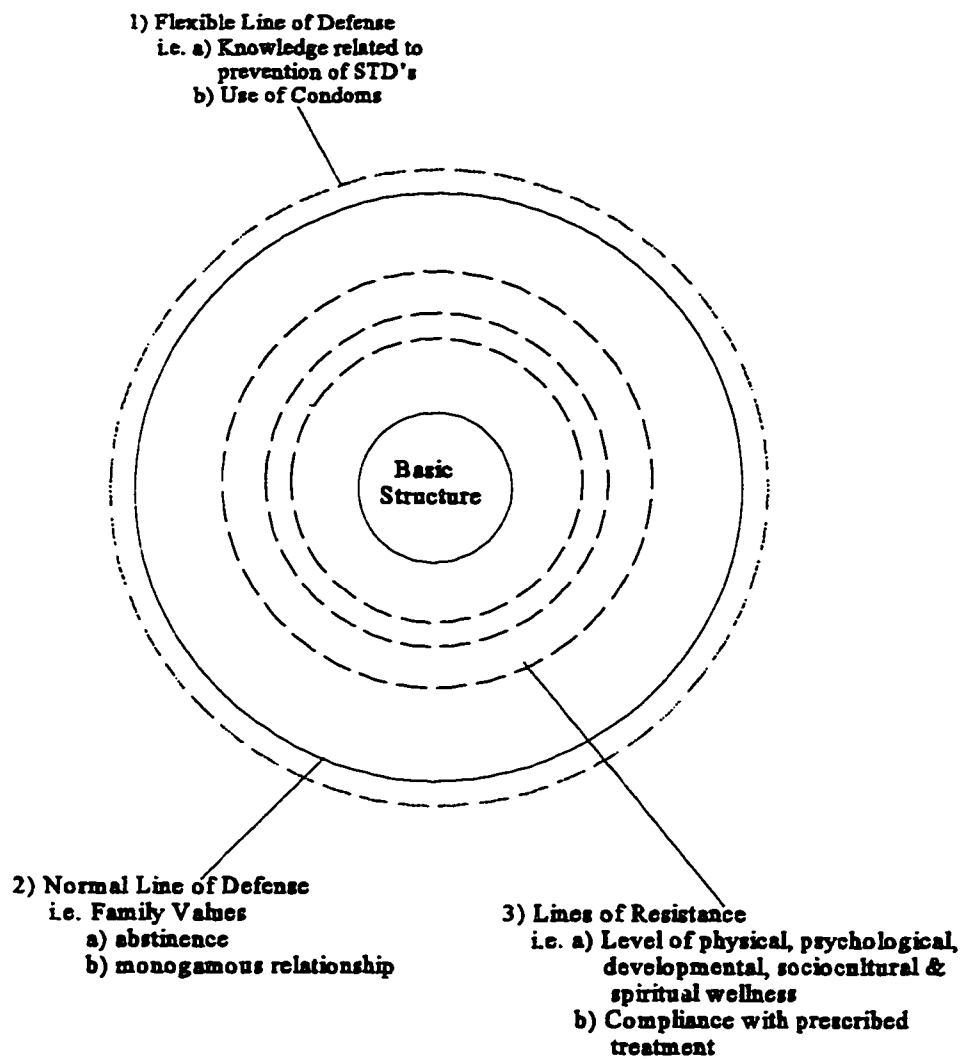 1) Flexible Line of Defense
i.e. a) Knowledge related to
prevention of STD's
b) Use of Condoms
Basic
Structure
2) Normal Line of Defense
i.e. Family Values
a) abstinence
b) monogamous relationship
3) Lines of Resistance
i.e. a) Level of physical, psychological,
developmental, sociocultural &
spiritual wellness
b) Compliance with prescribed
treatment